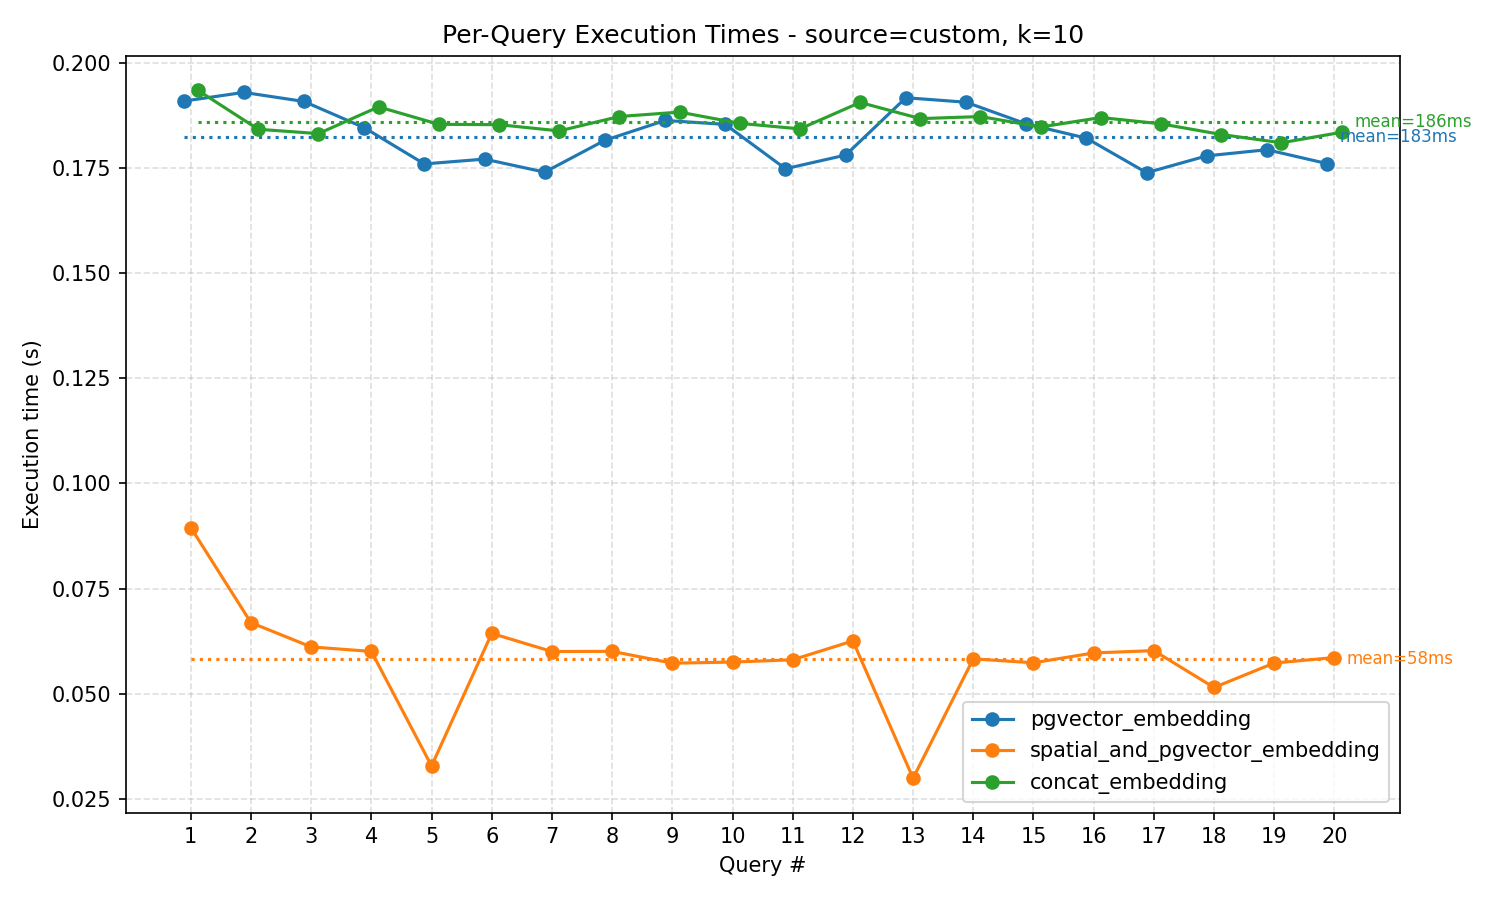 Per-Query Execution Times - source=custom, k=10
Execution time (s)
0.200
0.175
0.150
0.125
0.100
0.075
0.050
0.025
mean=186ms
mean=183ms
mean=58ms
pgvector_embedding
spatial_and_pgvector_embedding
concat_embedding
1 2 3 4 5 6 7 8 9 10 11 12 13 14 15 16 17 18 19 20
Query #